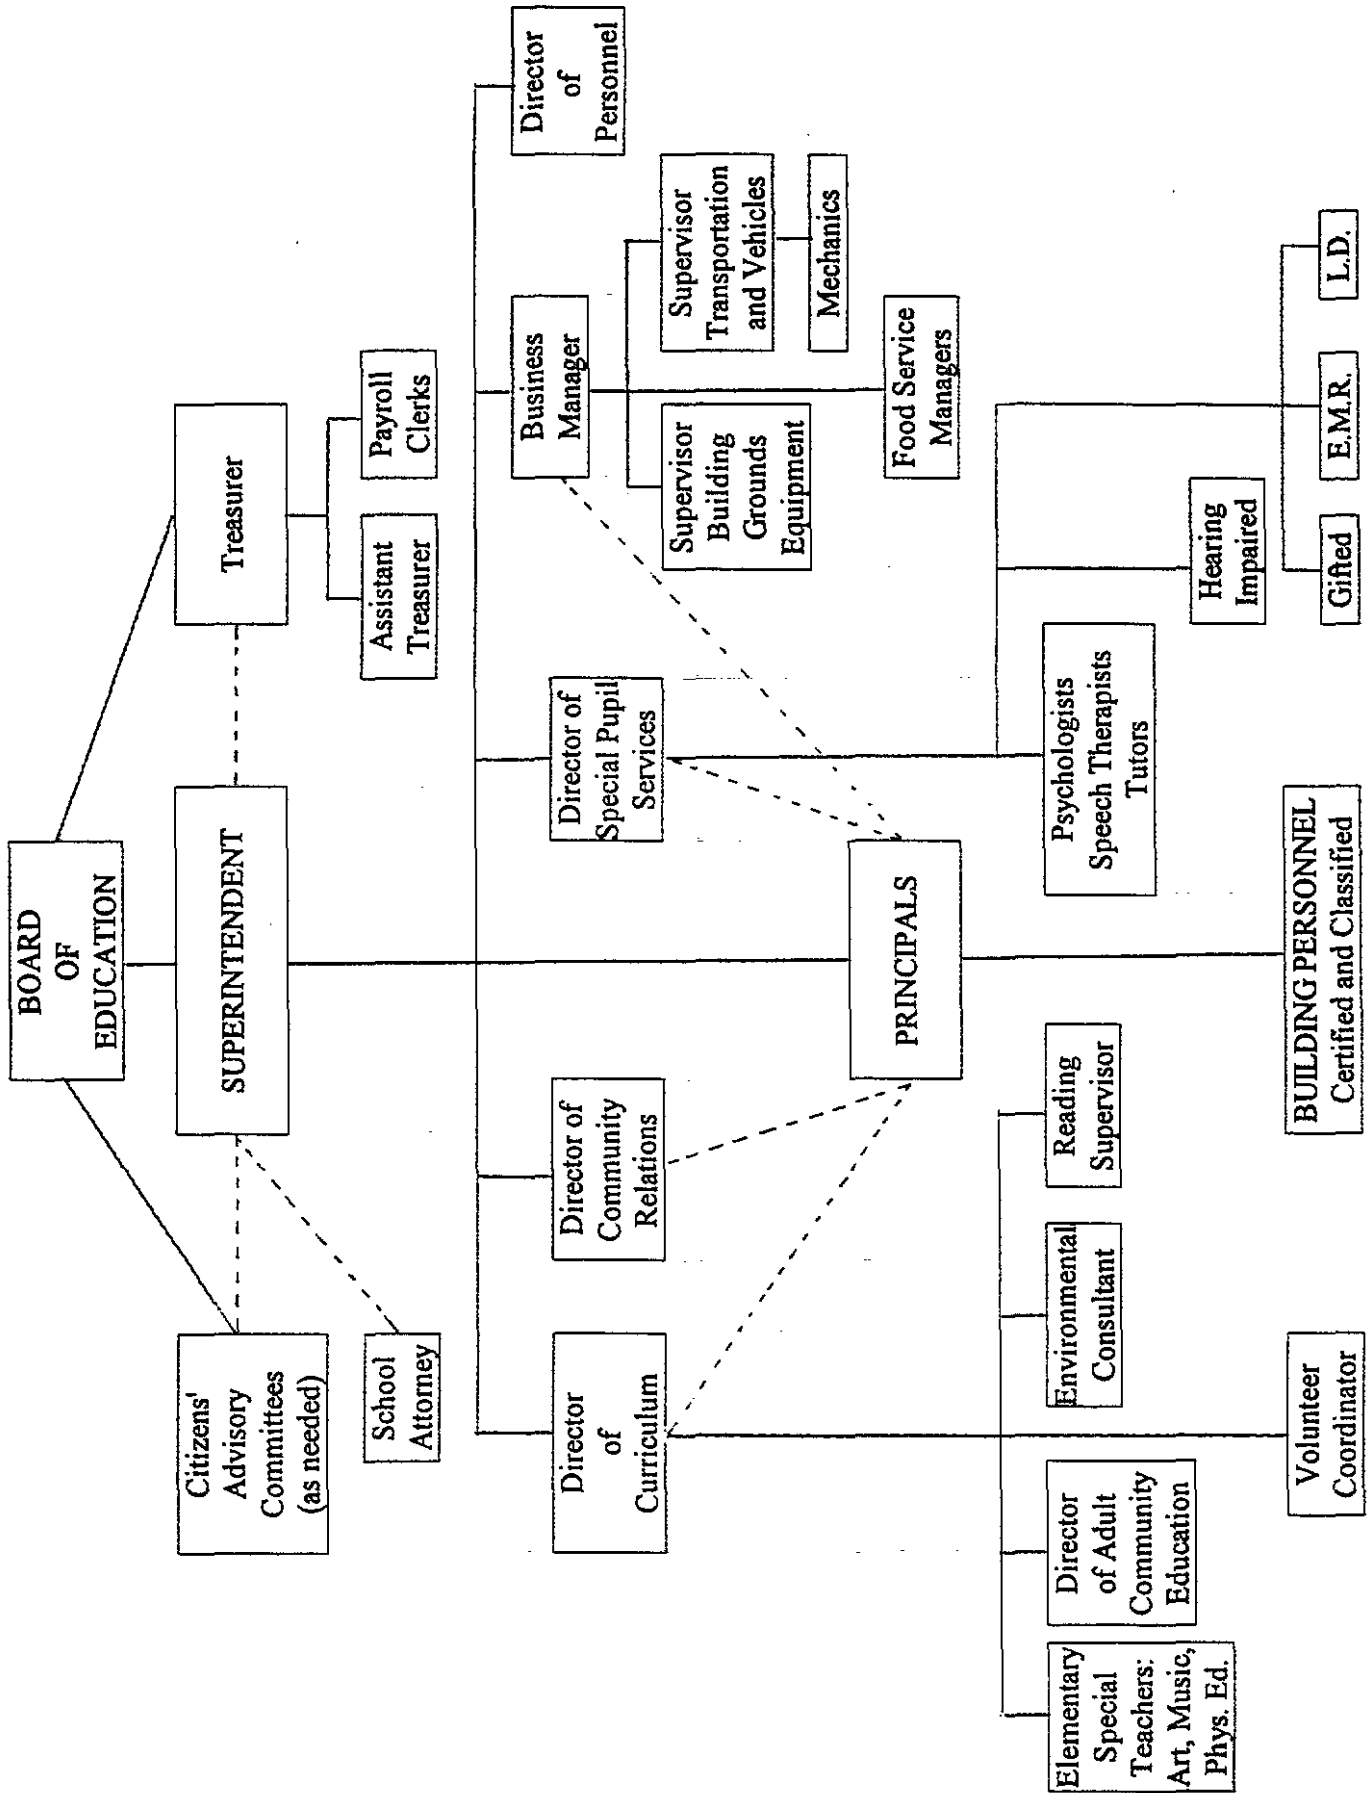 BOARD
OF
EDUCATION
SUPERINTENDENT
Treasurer
Citizens'
Advisory
Committees
(as needed)
School
Attorney
Assistant
Treasurer
Payroll
Clerks
Director
of
Curriculum
Director of
Community
Relations
Director of
Special Pupil
Services
Business
Manager
Director
of
Personnel
Supervisor
Building
Grounds
Equipment
Supervisor
Transportation
and Vehicles
Mechanics
Food Service
Managers
PRINCIPALS
Elementary
Special
Teachers:
Art, Music,
Phys. Ed.
Director
of Adult
Community
Education
Environmental
Consultant
Reading
Supervisor
Psychologists
Speech Therapists
Tutors
Hearing
Impaired
Volunteer
Coordinator
BUILDING PERSONNEL
Certified and Classified
Gifted
E.M.R.
L.D.